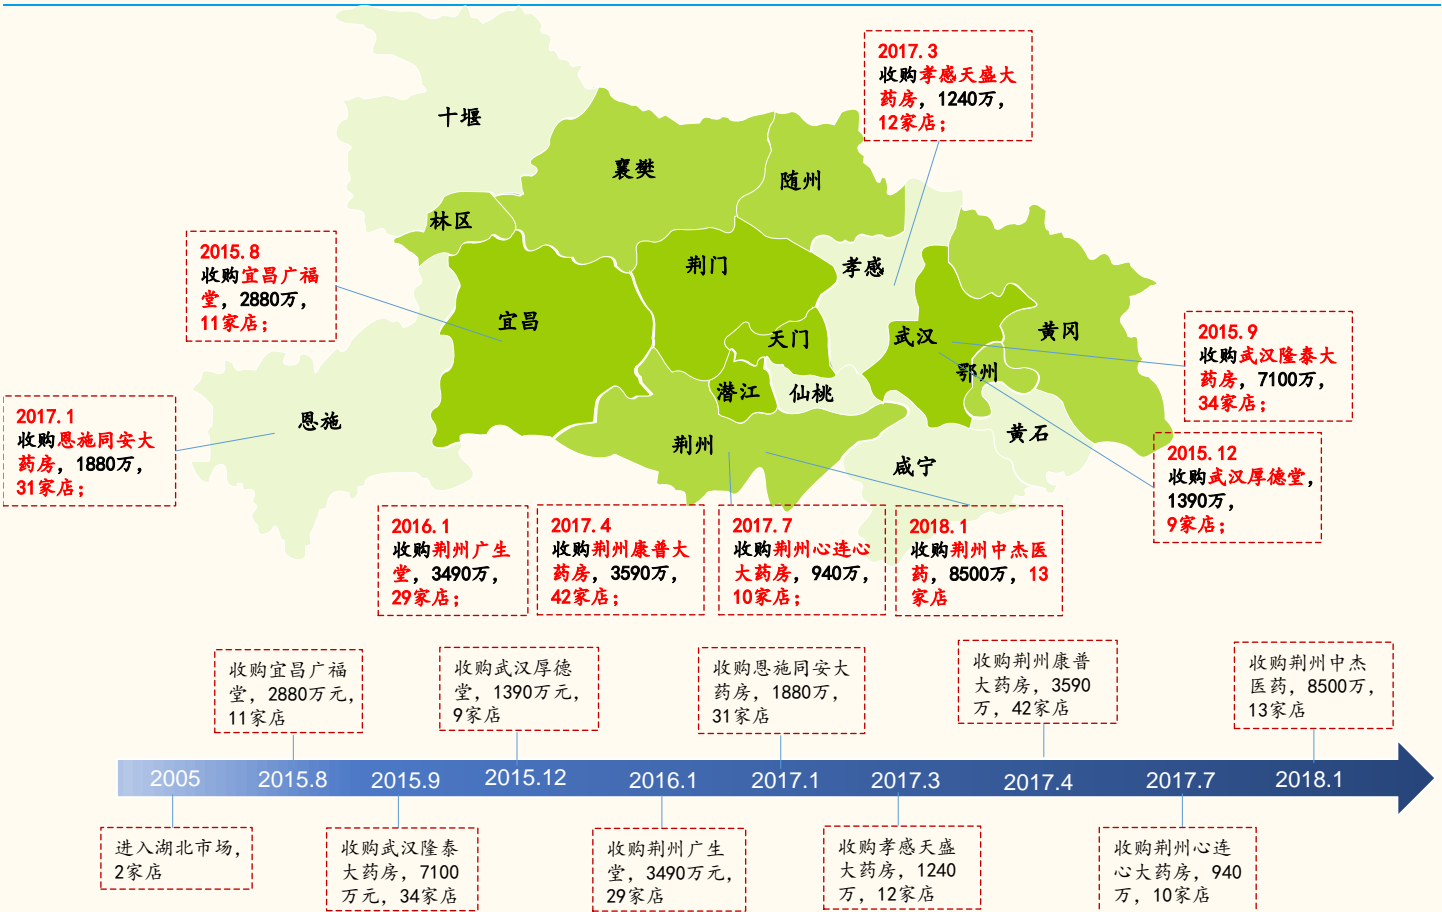 2017.3
收购孝感天盛大
药房，1240万，
12家店；
十堰
襄樊
随州
林区
2015.8
收购宜昌广福
堂，2880万，
11家店；
荆门
孝感
宜昌
天门
武汉
黄冈
2015.9
收购武汉隆泰大
药房，7100万，
34家店；
鄂州
潜江
仙桃
2017.1
收购恩施同安大
药房，1880万，
31家店；
恩施
荆州
黄石
咸宁
2015.12
收购武汉厚德堂，
1390万，
9家店；
2016.1
收购荆州广生
堂，3490万，
29家店；
2017.4
收购荆州康普大
药房，3590万，
42家店；
2017.7
收购荆州心连心
大药房，940万，
10家店；
2018.1
收购荆州中杰医
药，8500万，13
家店
收购宜昌广福
堂，2880万元，
11家店
收购武汉厚德
堂，1390万元，
9家店
收购恩施同安大
药房，1880万，
31家店
收购荆州康普
大药房，3590
万，42家店
收购荆州中杰
医药，8500万，
13家店
2005
2015.8
2015.9
2015.12
2016.1
2017.1
2017.3
2017.4
2017.7
2018.1
进入湖北市场，
2家店
收购武汉隆泰
大药房，7100
万元，34家店
收购荆州广生
堂，3490万元，
29家店
收购孝感天盛
大药房，1240
万，12家店
收购荆州心连
心大药房，940
万，10家店